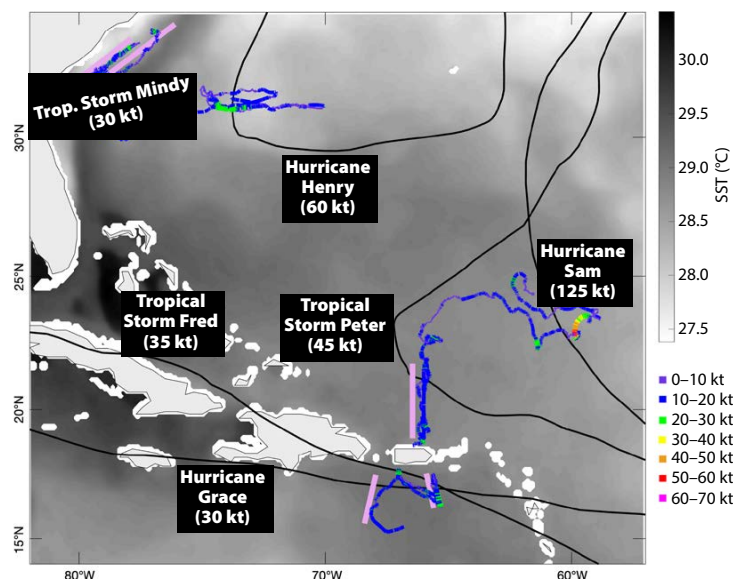 Trop. Storm Mindy
(30 kt)
Hurricane
Henry
(60 kt)
Hurricane
Sam
(125 kt)
Tropical
Storm Fred
(35 kt)
Tropical
Storm Peter
(45 kt)
Hurricane
Grace
(30 kt)
30°N
25°N
20°N
15°N
80°W
70°W
60°W
30.0
29.5
29.0
28.5
28.0
27.5
SST (°C)
0–10 kt
10–20 kt
20–30 kt
30–40 kt
40–50 kt
50–60 kt
60–70 kt